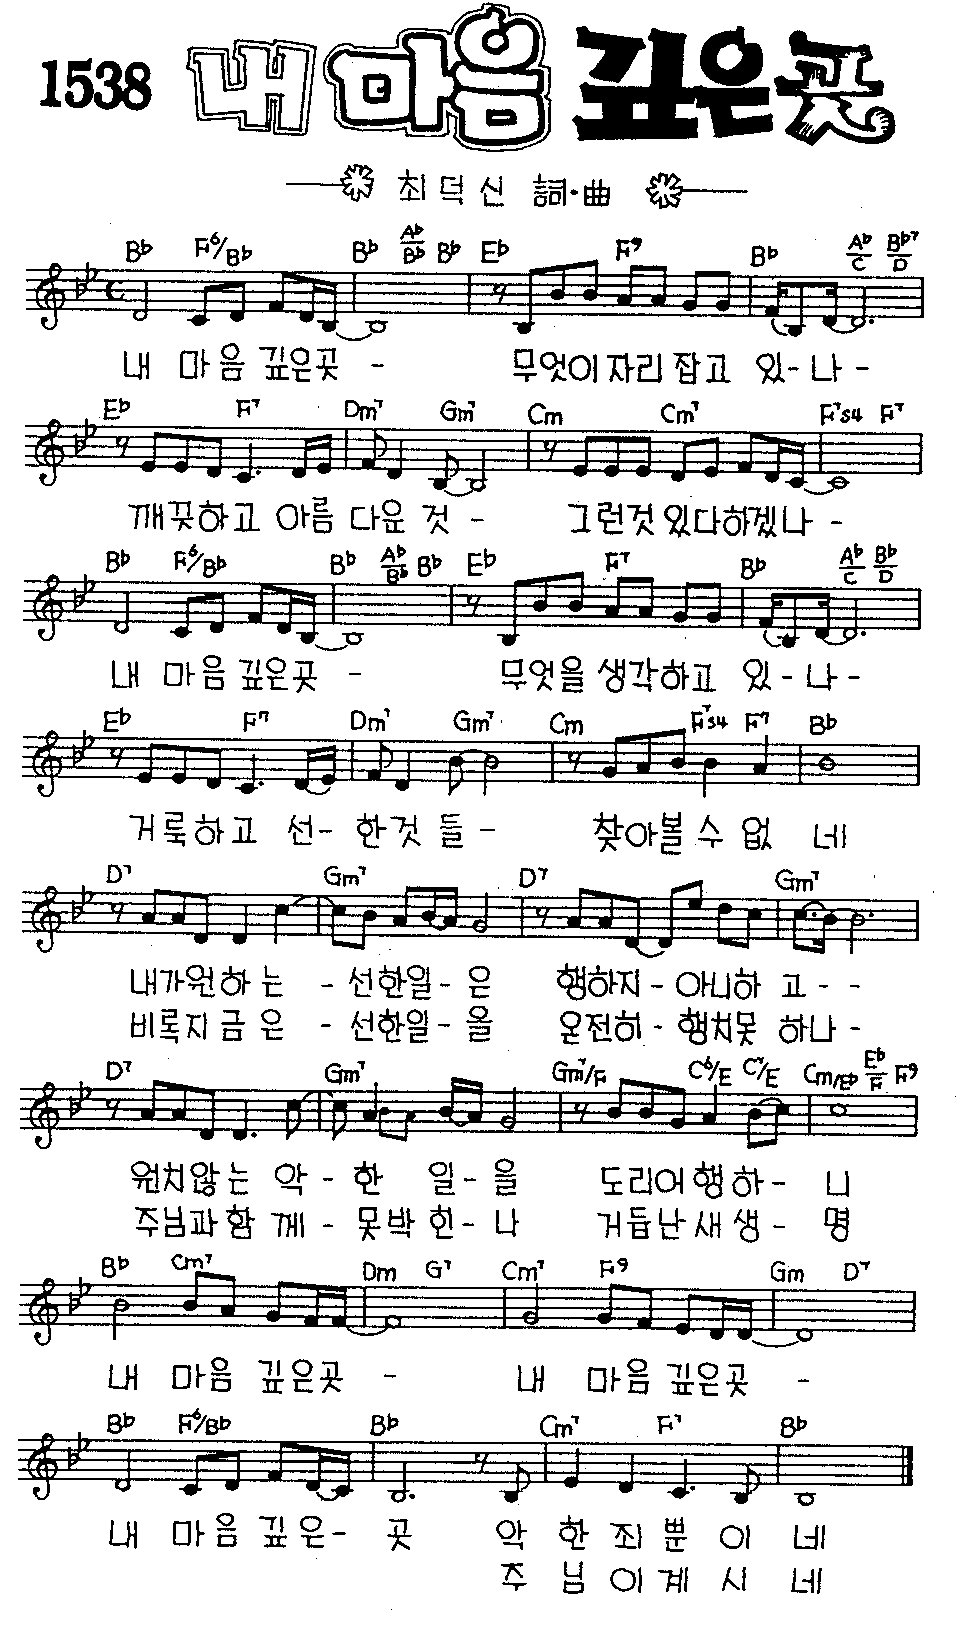 1538 내 마음 깊은 곳
최덕신 詞·曲
B♭ F6/B♭ B♭ A♭/B♭ B♭ E♭ F9 B♭ A♭/C B♭7/D
내 마음 깊은곳 - 무엇이 자리 잡고 있-나-
E♭ F7 Dm7 Gm7 Cm Cm7 F7s4 F7
깨끗하고 아름 다운 것 - 그런것 있다하겠나 -
B♭ F6/B♭ B♭ A♭/B♭ B♭ E♭ F7 B♭ A♭/C B♭/D
내 마음 깊은곳 - 무엇을 생각하고 있-나-
E♭ F7 Dm7 Gm7 Cm F7s4 F7 B♭
거룩하고 선-한것 들- 찾아볼 수 없 네
D7 Gm7 D7 Gm7
내가원하 는 -선한일- 은 행하지-아니하 고 - -
비록지 금 은 -선한일- 을 온전히-행치못 하나-
D7 Gm7 Gm7/F C6/E C7/E Cm/E♭ E♭/F F9
원치않는 악-한 일-을 도리어행하- 니
주님과함 께-못박 힌-나 거듭난새생- 명
B♭ Cm7 Dm G7 Cm7 F9 Gm D7
내 마음 깊은곳 - 내 마음 깊은곳 -
B♭ F6/B♭ B♭ Cm7 F7 B♭
내 마음 깊은- 곳 악 한 죄 뿐 이 네
주 님 이 계 시 네